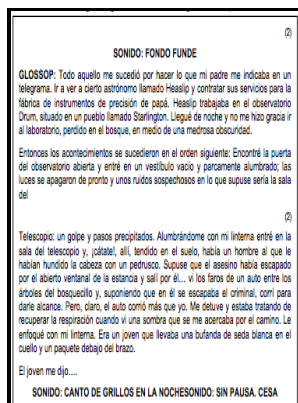 (2)
SONIDO: FONDO FUNDE
GLOSSOP: Todo aquello me sucedió por hacer lo que mi padre me indicaba en un
telegrama. Ir a ver a cierto astrónomo llamado Heaslip y contratar sus servicios para la
fábrica de instrumentos de precisión de papá. Heaslip trabajaba en el observatorio
Drum, situado en un pueblo llamado Starlington. Llegué de noche y no me hizo gracia ir
al laboratorio, perdido en el bosque, en medio de una medrosa obscuridad.
Entonces los acontecimientos se sucedieron en el orden siguiente: Encontré la puerta
del observatorio abierta y entré en un vestíbulo vacío y parcamente alumbrado; las
luces se apagaron de pronto y unos ruidos sospechosos en lo que supuse sería la sala
del
(2)
Telescopio: un golpe y pasos precipitados. Alumbrándome con mi linterna entré en la
sala del telescopio y, ¡cátate!, allí, tendido en el suelo, había un hombre al que le
habían hundido la cabeza con un pedrusco. Supuse que el asesino había escapado
por el abierto ventanal de la estancia y salí por él... vi los faros de un auto entre los
árboles del bosquecillo y, suponiendo que en él se escapaba el criminal, corrí para
darle alcance. Pero, claro, el auto corrió más que yo. Me detuve y estaba tratando de
recuperar la respiración cuando vi una sombra que se me acercaba por el camino. Le
enfoqué con mi linterna. Era un joven que llevaba una bufanda de seda blanca en el
cuello y un paquete debajo del brazo.
El joven me dijo....
SONIDO: CANTO DE GRILLOS EN LA NOCHESONIDO: SIN PAUSA. CESA